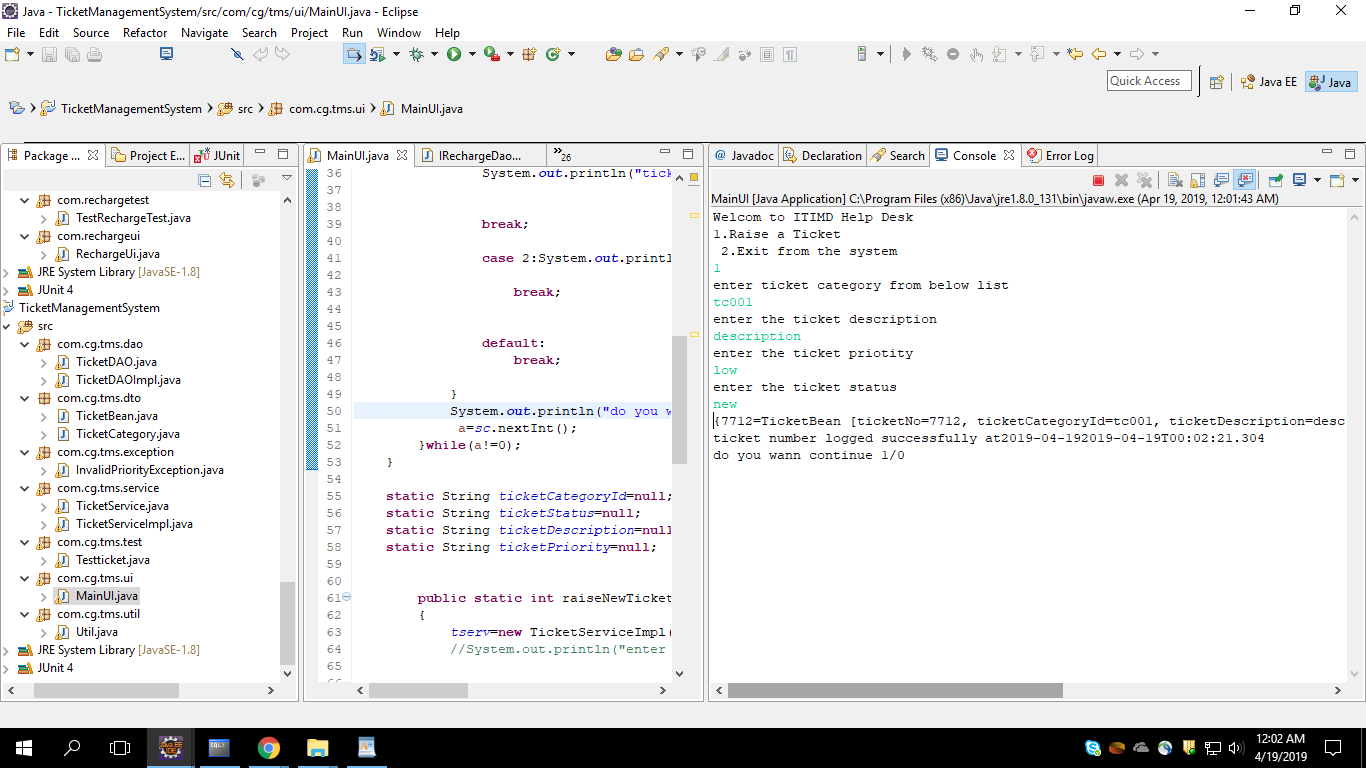 Java - TicketManagementSystem/src/com/cg/tms/ui/MainUI.java - Eclipse
File Edit Source Refactor Navigate Search Project Run Window Help
Quick Access
Java EE
Java
TicketManagementSystem
src
com.cg.tms.ui
MainUI.java
Package ...
Project E...
JUnit
com.rechargetest
TestRechargeTest.java
com.rechargeui
RechargeUi.java
JRE System Library [JavaSE-1.8]
JUnit 4
TicketManagementSystem
src
com.cg.tms.dao
TicketDAO.java
TicketDAOImpl.java
com.cg.tms.dto
TicketBean.java
TicketCategory.java
com.cg.tms.exception
InvalidPriorityException.java
com.cg.tms.service
TicketService.java
TicketServiceImpl.java
com.cg.tms.test
Testticket.java
com.cg.tms.ui
MainUI.java
com.cg.tms.util
Util.java
JRE System Library [JavaSE-1.8]
JUnit 4
MainUI.java
IRechargeDao...
»26
36 System.out.println("tick
37
38
39 break;
40
41 case 2:System.out.printl
42
43 break;
44
45
46 default:
47 break;
48
49 }
50 System.out.println("do you w
51 a=sc.nextInt();
52 }while(a!=0);
53 }
54
55 static String ticketCategoryId=null;
56 static String ticketStatus=null;
57 static String ticketDescription=null
58 static String ticketPriority=null;
59
60
61 public static int raiseNewTicket
62 {
63 tserv=new TicketServiceImpl(
64 //System.out.println("enter
65
@ Javadoc
Declaration
Search
Console
Error Log
MainUI [Java Application] C:\Program Files (x86)\Java\jre1.8.0_131\bin\javaw.exe (Apr 19, 2019, 12:01:43 AM)
Welcom to ITIMD Help Desk
1.Raise a Ticket
2.Exit from the system
1
enter ticket category from below list
tc001
enter the ticket description
description
enter the ticket priotity
low
enter the ticket status
new
{7712=TicketBean [ticketNo=7712, ticketCategoryId=tc001, ticketDescription=desc
ticket number logged successfully at2019-04-192019-04-19T00:02:21.304
do you wann continue 1/0
12:02 AM
4/19/2019